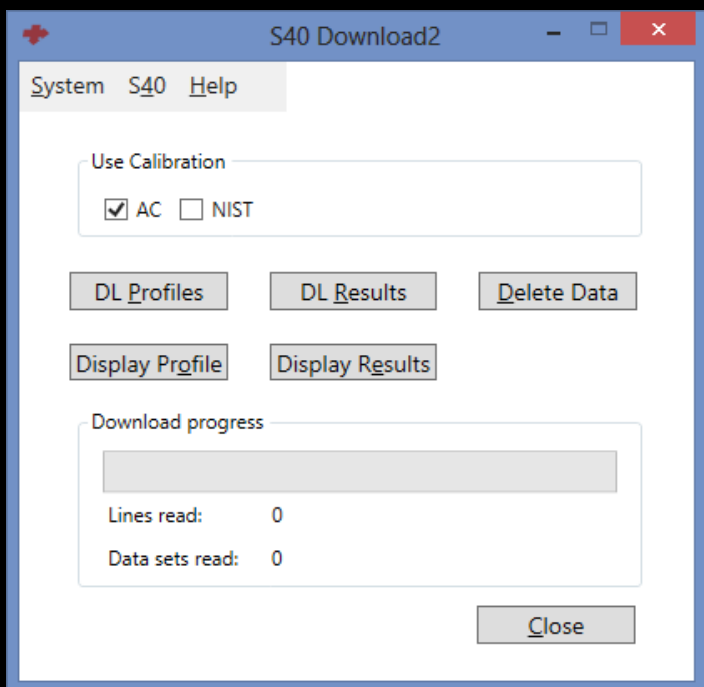 S40 Download2
System S40 Help
Use Calibration
AC NIST
DL Profiles DL Results Delete Data
Display Profile Display Results
Download progress
Lines read: 0
Data sets read: 0
Close